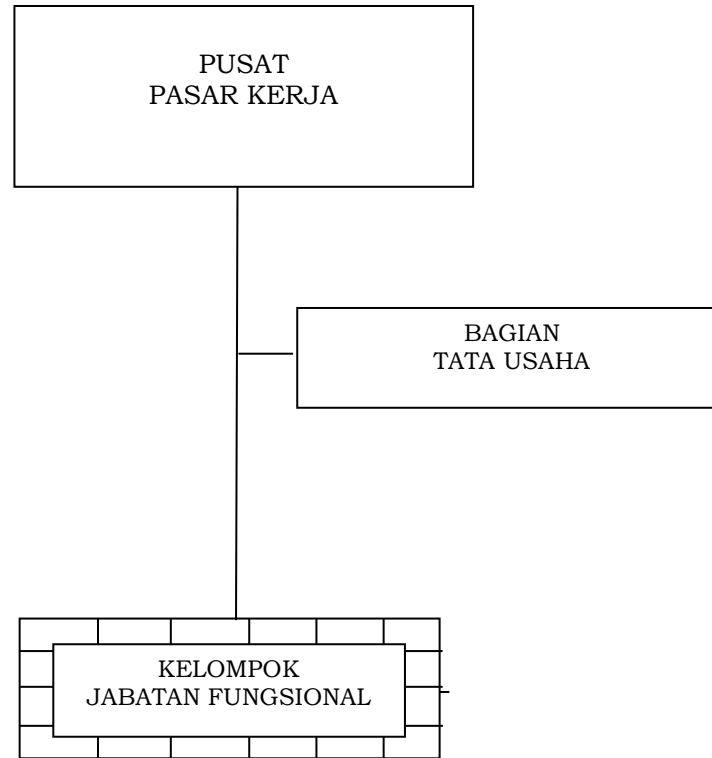 PUSAT
PASAR KERJA
BAGIAN
TATA USAHA
KELOMPOK
JABATAN FUNGSIONAL